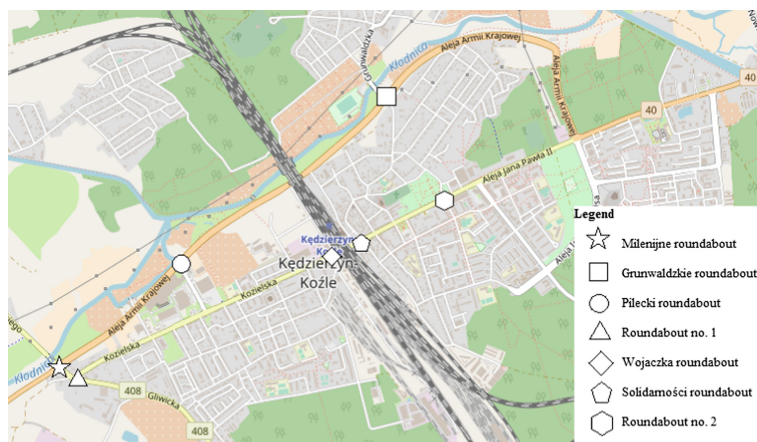 Grunwaldzka
Kłodnica
Aleja Armii Krajowej
Aleja Armii Krajowej
40
40
Aleja Jana Pawła II
Kędzierzyn
Koźle
Kędzierzyn-
Koźle
Kozielska
Aleja Armii Krajowej
Kozielska
Kłodnica
408
Gliwicka
408
Legend
Milenijne roundabout
Grunwaldzkie roundabout
Pilecki roundabout
Roundabout no. 1
Wojaczka roundabout
Solidarności roundabout
Roundabout no. 2